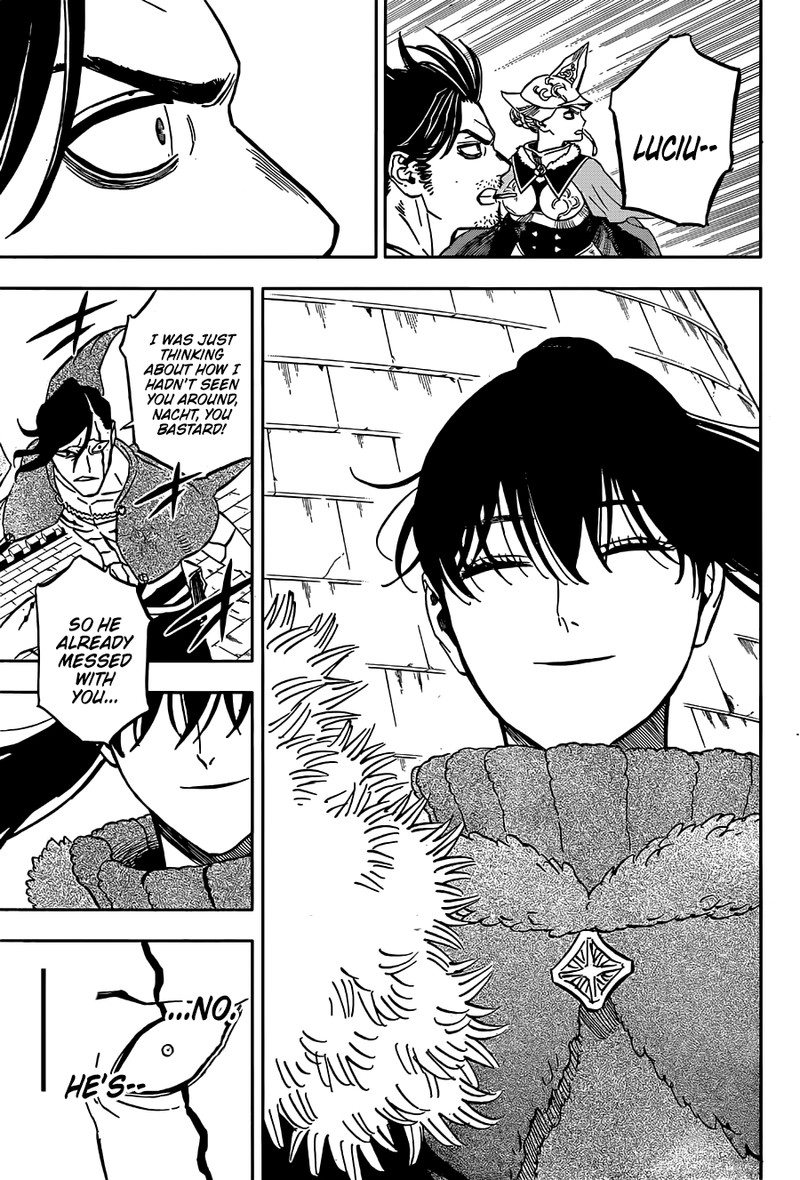 LUCIU--
I WAS JUST
THINKING
ABOUT HOW I
HADN'T SEEN
YOU AROUND,
NACHT, YOU
BASTARD!
SO HE
ALREADY
MESSED
WITH
YOU...
...NO.
HE'S--